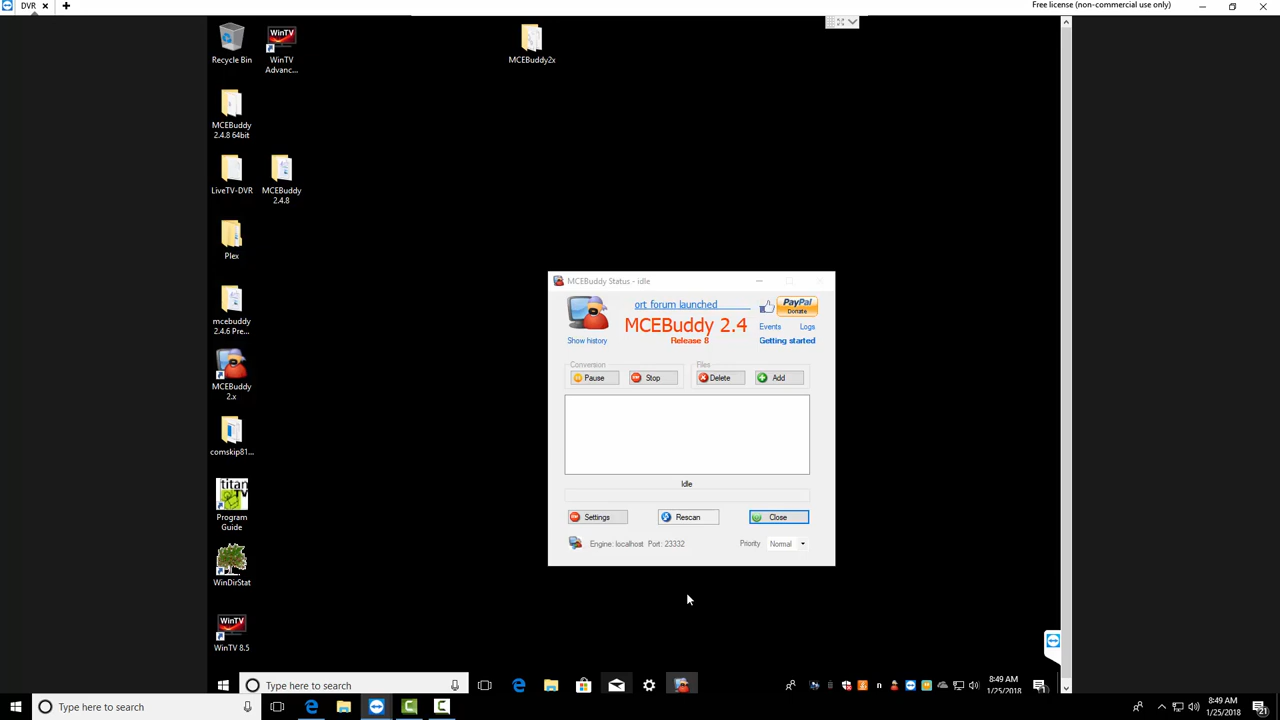 DVR
Free license (non-commercial use only)
Recycle Bin
WinTV
Advanc...
MCEBuddy2x
MCEBuddy
2.4.8 64bit
LiveTV-DVR
MCEBuddy
2.4.8
Plex
mcebuddy
2.4.6 Pre...
MCEBuddy
2.x
comskip81...
titan
TV
Program
Guide
WinDirStat
WinTV
WinTV 8.5
MCEBuddy Status - idle
ort forum launched
PayPal
Donate
MCEBuddy 2.4
Release 8
Events
Logs
Show history
Getting started
Conversion
Files
Pause
Stop
Delete
Add
Idle
Settings
Rescan
Close
Engine: localhost Port: 23332
Priority
Normal
Type here to search
8:49 AM
1/25/2018
Type here to search
8:49 AM
1/25/2018
21